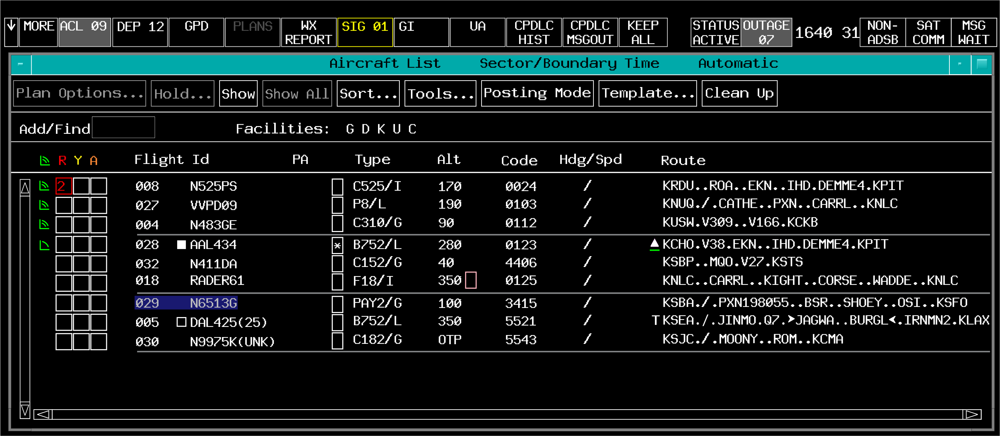 MORE ACL 09 DEP 12 GPD PLANS WX REPORT SIG 01 GI UA CPDLC HIST CPDLC MSGOUT KEEP ALL STATUS ACTIVE OUTAGE 07 1640 31 NON-ADSB SAT COMM MSG WAIT
Aircraft List Sector/Boundary Time Automatic
Plan Options... Hold... Show Show All Sort... Tools... Posting Mode Template... Clean Up
Add/Find Facilities: G D K U C
R Y A Flight Id PA Type Alt Code Hdg/Spd Route
2 008 N525PS C525/I 170 0024 / KRDU..ROA..EKN..IHD.DEMME4.KPIT
027 VVPD09 P8/L 190 0103 / KNUQ./.CATHE..PXN..CARRL..KNLC
004 N483GE C310/G 90 0112 / KUSW.V309..V166.KCKB
028 AAL434 * B752/L 280 0123 / KCHO.V38.EKN..IHD.DEMME4.KPIT
032 N411DA C152/G 40 4406 / KSBP..MQO.V27.KSTS
018 RADER61 F18/I 350 0125 / KNLC..CARRL..KIGHT..CORSE..WADDE..KNLC
029 N6513G PAY2/G 100 3415 / KSBA./.PXN198055..BSR..SHOEY..OSI..KSFO
005 DAL425(25) B752/L 350 5521 / T KSEA./.JINMO.Q7.>JAGWA..BURGL<.IRNMN2.KLAX
030 N9975K(UNK) C182/G OTP 5543 / KSJC./.MOONY..ROM..KCMA